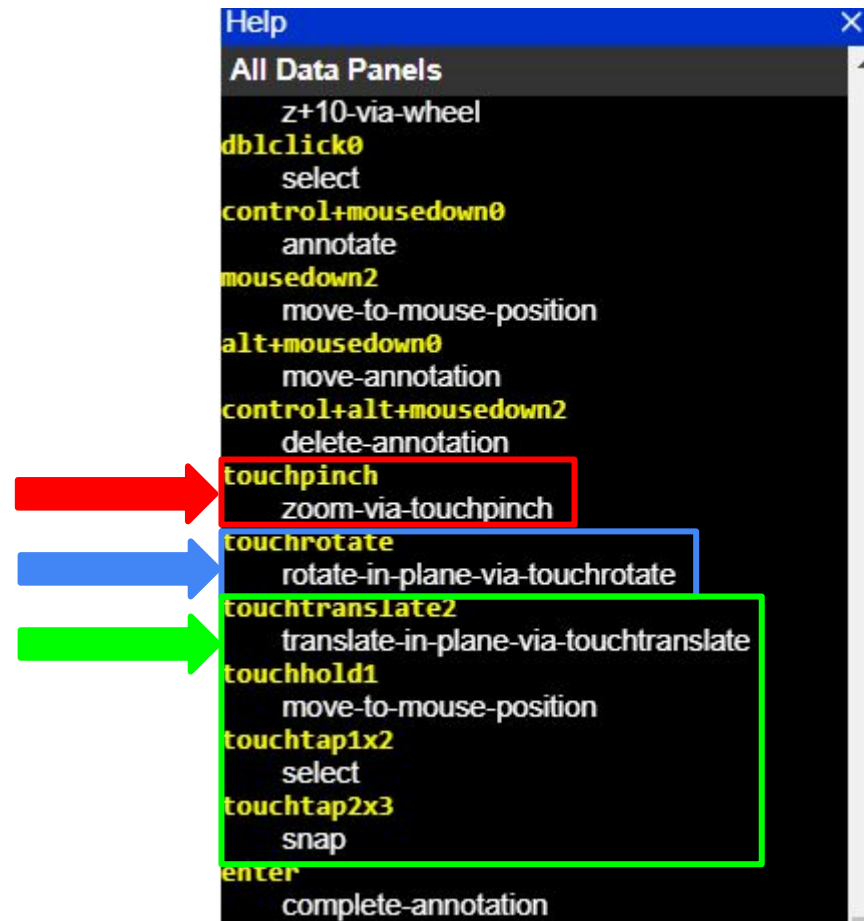 Help ×
All Data Panels
z+10-via-wheel
dblclick0
select
control+mousedown0
annotate
mousedown2
move-to-mouse-position
alt+mousedown0
move-annotation
control+alt+mousedown2
delete-annotation
touchpinch
zoom-via-touchpinch
touchrotate
rotate-in-plane-via-touchrotate
touchtranslate2
translate-in-plane-via-touchtranslate
touchhold1
move-to-mouse-position
touchtap1x2
select
touchtap2x3
snap
enter
complete-annotation